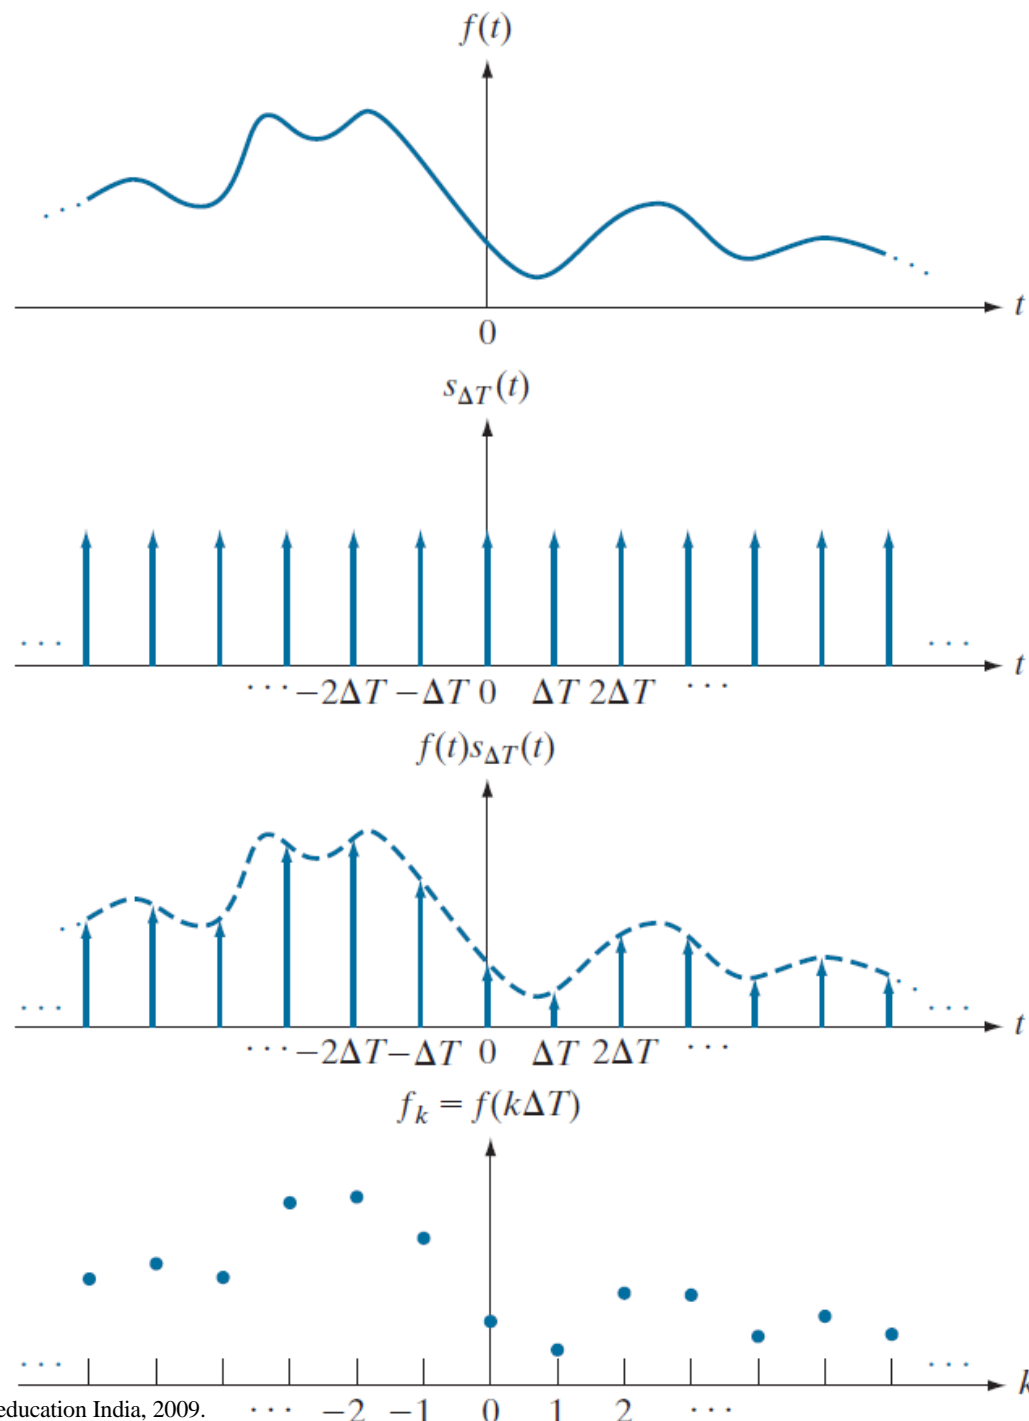 f(t)
t
0
s_ΔT(t)
··· ··· t
··· −2ΔT −ΔT 0 ΔT 2ΔT ···
f(t)s_ΔT(t)
··· ··· t
··· −2ΔT −ΔT 0 ΔT 2ΔT ···
f_k = f(kΔT)
··· ··· k
education India, 2009. ··· −2 −1 0 1 2 ···